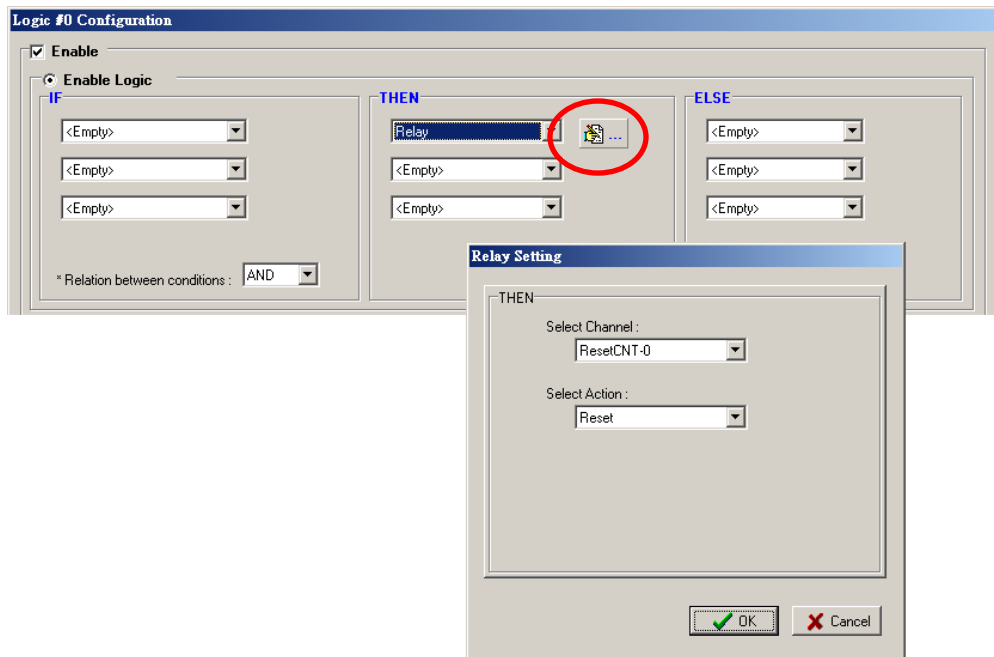 Logic #0 Configuration
Enable
Enable Logic
IF
THEN
ELSE
<Empty>
Relay
...
<Empty>
<Empty>
<Empty>
<Empty>
<Empty>
<Empty>
<Empty>
* Relation between conditions :
AND
Relay Setting
THEN
Select Channel :
ResetCNT-0
Select Action :
Reset
OK
Cancel